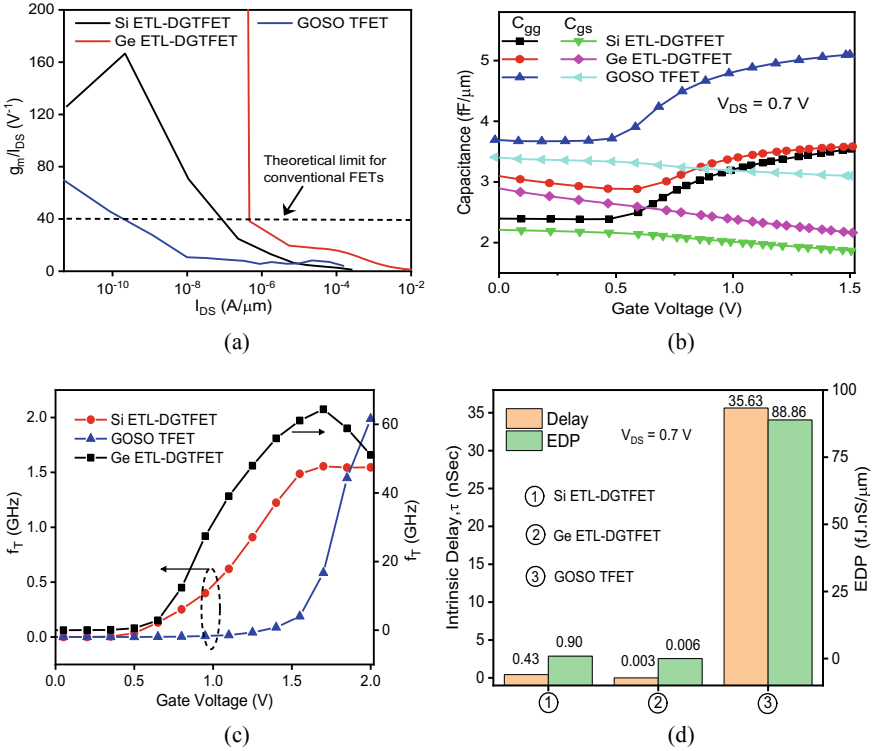 Si ETL-DGTFET
Ge ETL-DGTFET
GOSO TFET
Theoretical limit for
conventional FETs
200
160
120
80
40
0
10⁻¹⁰
10⁻⁸
10⁻⁶
10⁻⁴
10⁻²
gₘ/I_DS (V⁻¹)
I_DS (A/μm)
(a)
C_gg
C_gs
Si ETL-DGTFET
Ge ETL-DGTFET
GOSO TFET
V_DS = 0.7 V
5
4
3
2
0.0
0.5
1.0
1.5
Capacitance (fF/μm)
Gate Voltage (V)
(b)
Si ETL-DGTFET
GOSO TFET
Ge ETL-DGTFET
2.0
1.5
1.0
0.5
0.0
60
40
20
0
0.0
0.5
1.0
1.5
2.0
f_T (GHz)
f_T (GHz)
Gate Voltage (V)
(c)
Delay
EDP
V_DS = 0.7 V
① Si ETL-DGTFET
② Ge ETL-DGTFET
③ GOSO TFET
35.63
88.86
0.43
0.90
0.003
0.006
35
30
25
20
15
10
5
0
100
50
0
①
②
③
Intrinsic Delay,τ (nSec)
EDP (fJ.nS/μm)
(d)